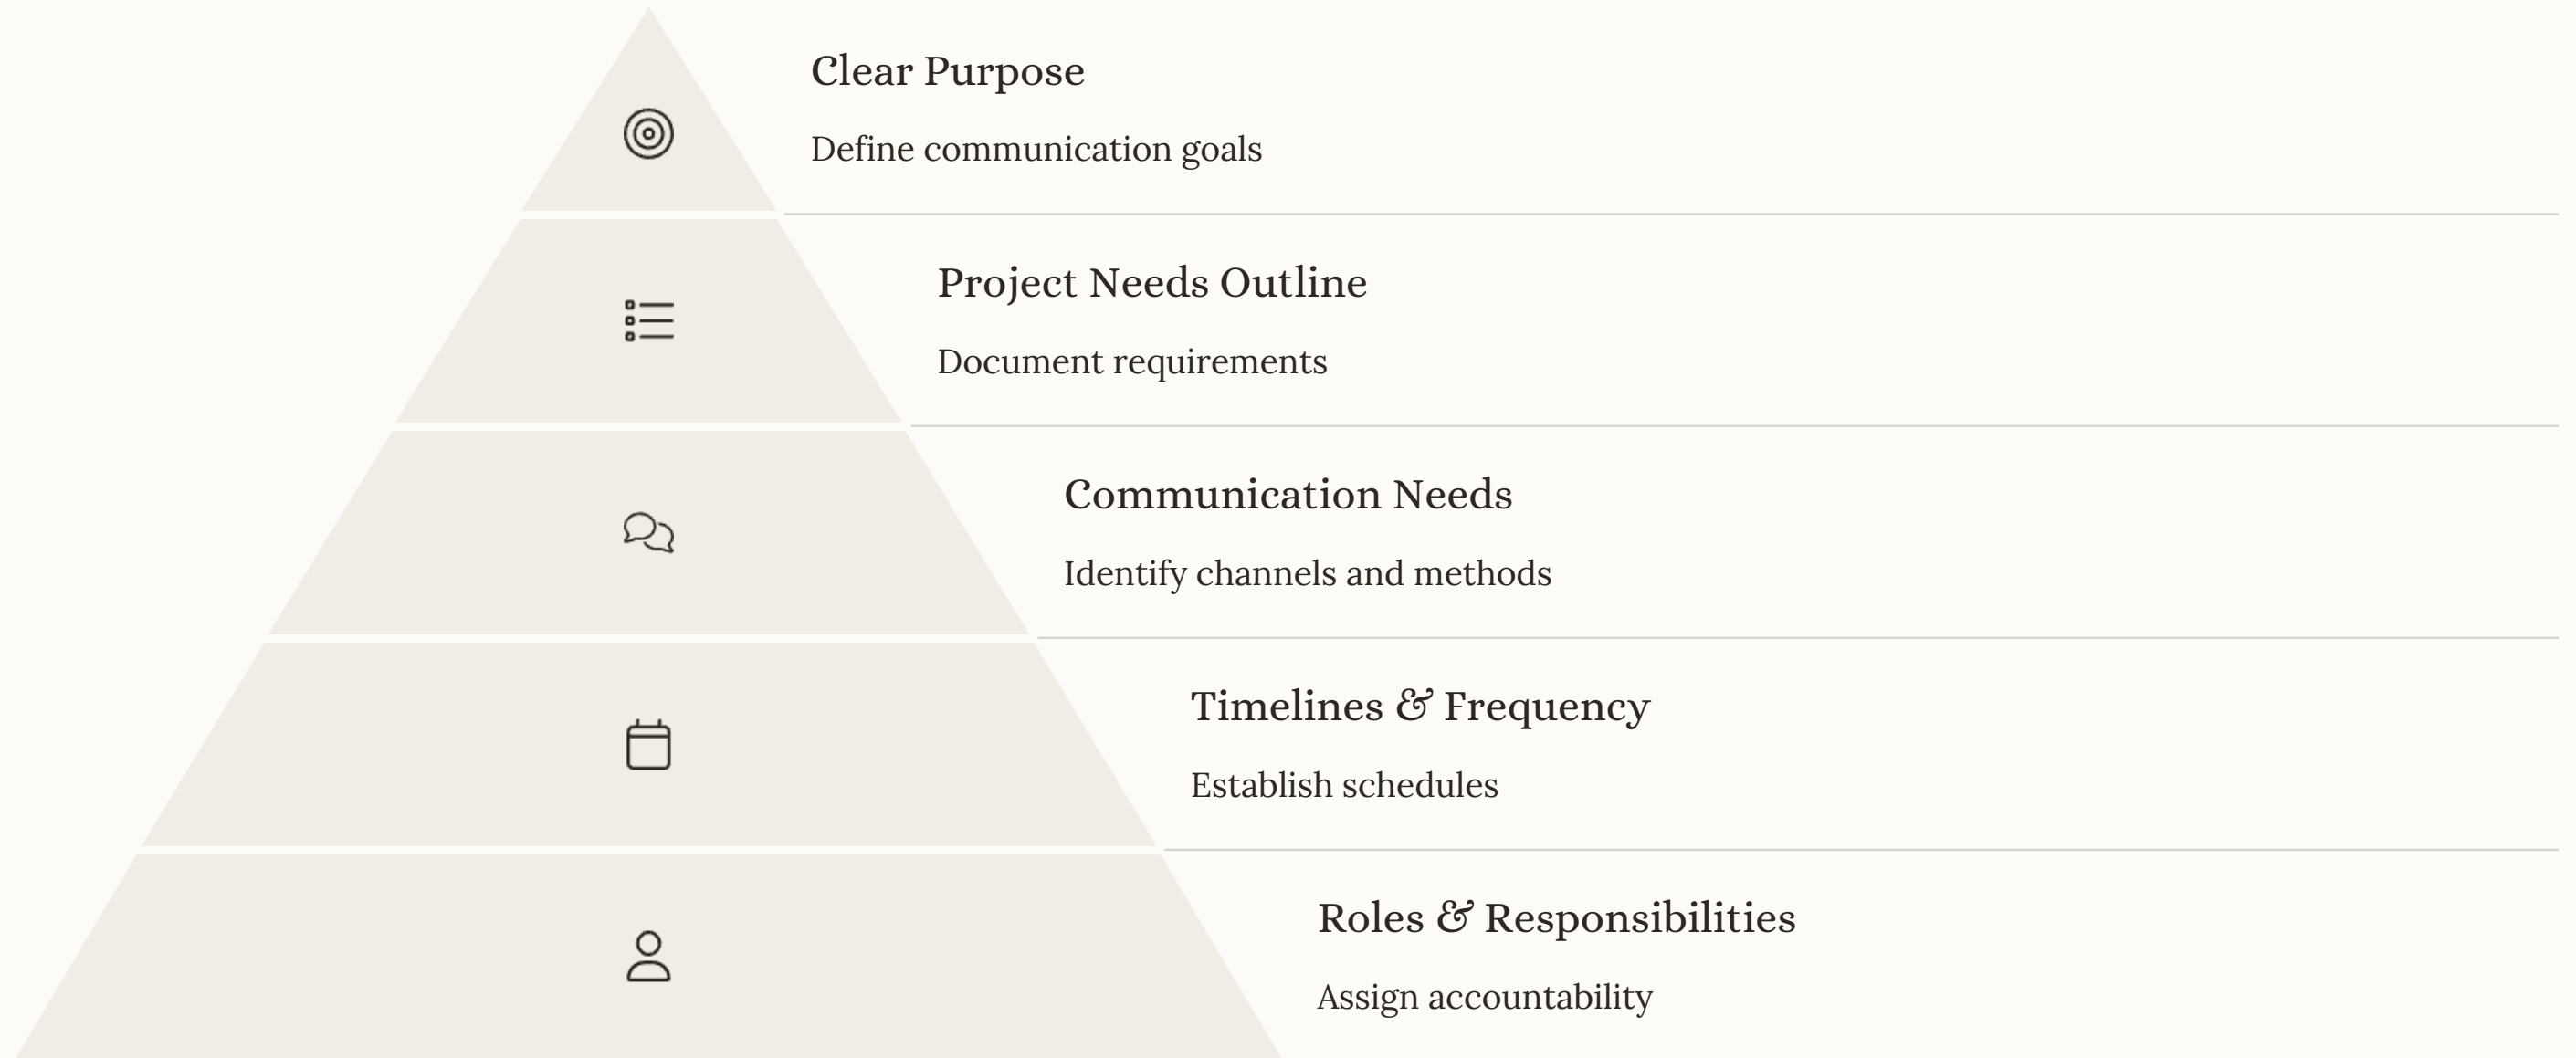 Clear Purpose
Define communication goals
Project Needs Outline
Document requirements
Communication Needs
Identify channels and methods
Timelines & Frequency
Establish schedules
Roles & Responsibilities
Assign accountability